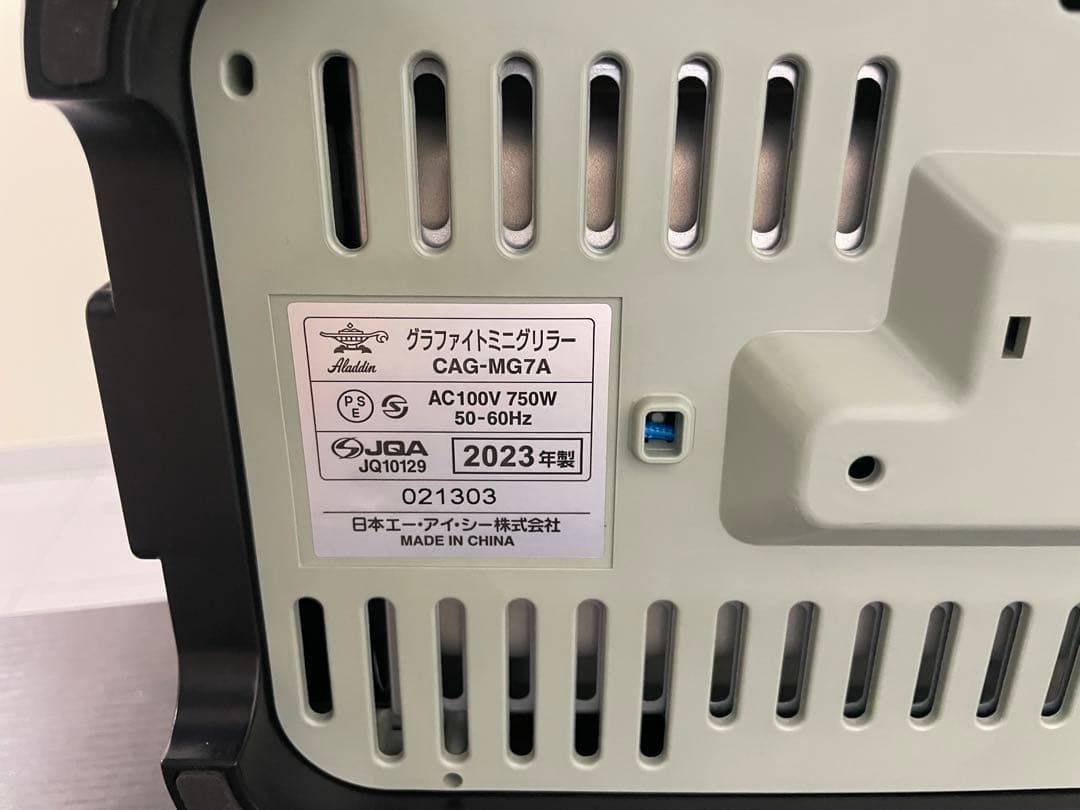 Aladdin
グラファイトミニグリラー
CAG-MG7A
PSE
S
AC100V 750W
50-60Hz
JQA
JQ10129
2023年製
021303
日本エー・アイ・シー株式会社
MADE IN CHINA